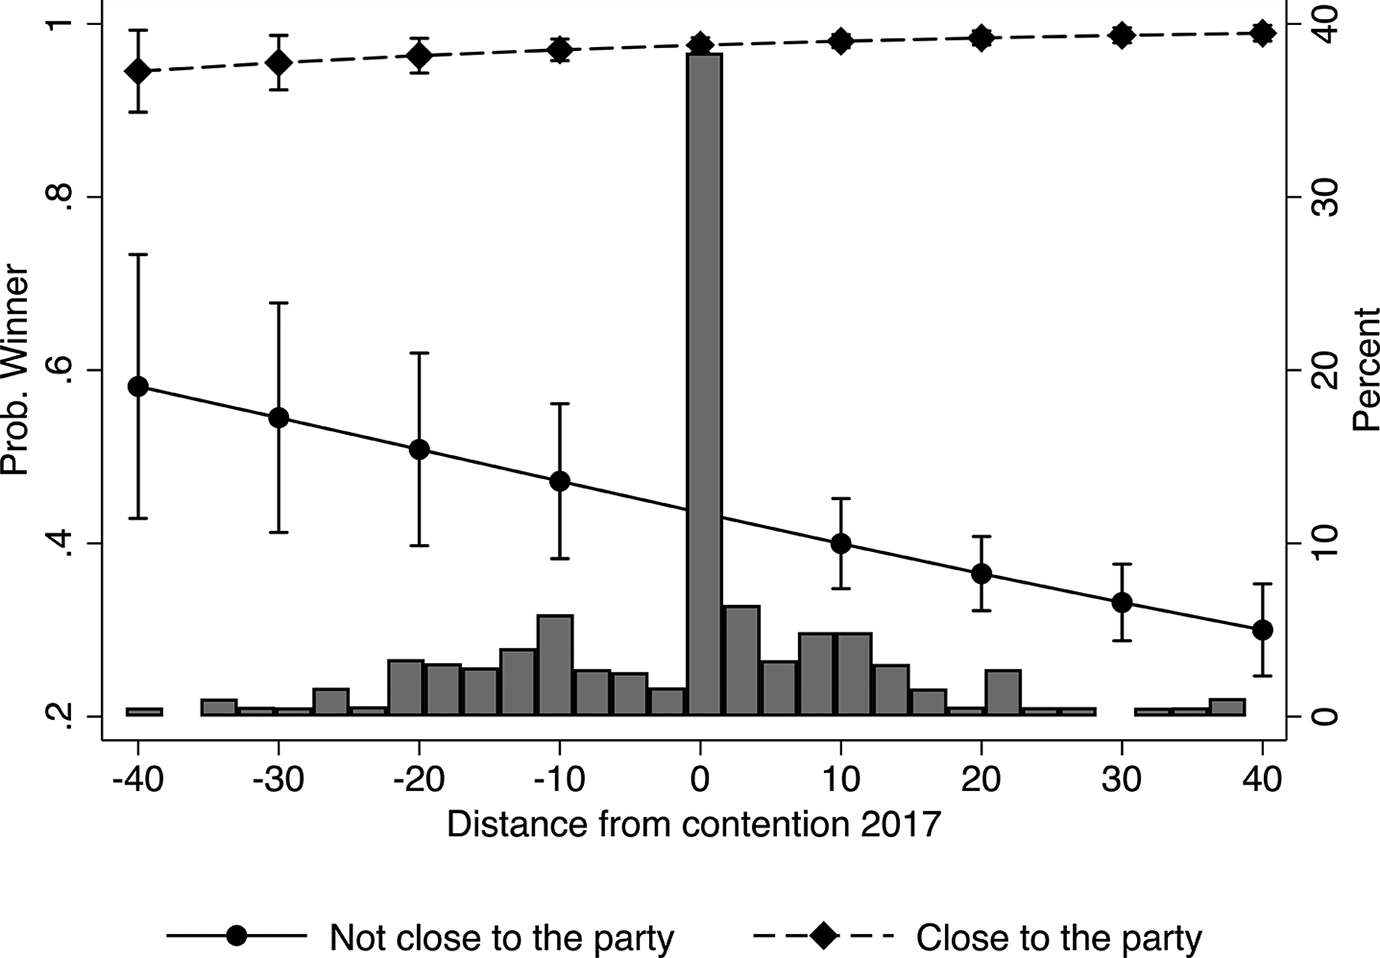 1
.8
.6
.4
.2
Prob. Winner
40
30
20
10
0
Percent
-40 -30 -20 -10 0 10 20 30 40
Distance from contention 2017
Not close to the party Close to the party